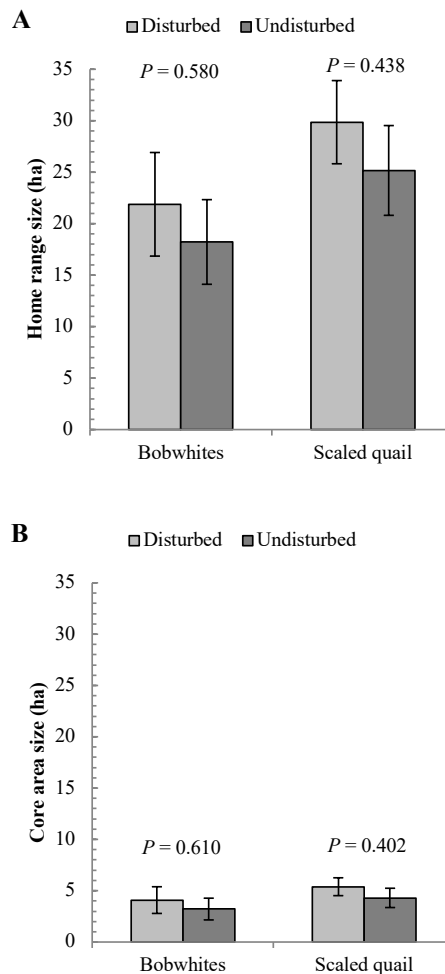 A
Disturbed Undisturbed
35
30
25
20
15
10
5
0
Home range size (ha)
P = 0.580
P = 0.438
Bobwhites Scaled quail
B
Disturbed Undisturbed
35
30
25
20
15
10
5
0
Core area size (ha)
P = 0.610
P = 0.402
Bobwhites Scaled quail